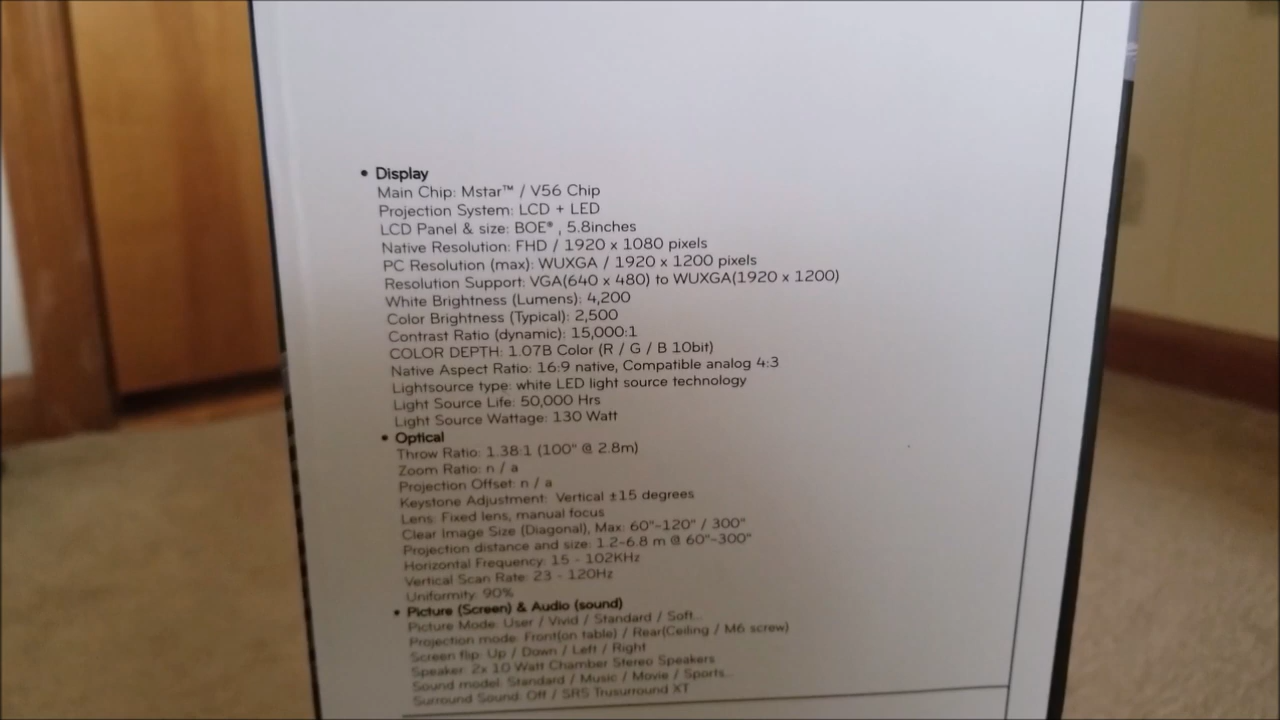 • Display
Main Chip: Mstar™ / V56 Chip
Projection System: LCD + LED
LCD Panel & size: BOE® , 5.8inches
Native Resolution: FHD / 1920 x 1080 pixels
PC Resolution (max): WUXGA / 1920 x 1200 pixels
Resolution Support: VGA(640 x 480) to WUXGA(1920 x 1200)
White Brightness (Lumens): 4,200
Color Brightness (Typical): 2,500
Contrast Ratio (dynamic): 15,000:1
COLOR DEPTH: 1.07B Color (R / G / B 10bit)
Native Aspect Ratio: 16:9 native, Compatible analog 4:3
Lightsource type: white LED light source technology
Light Source Life: 50,000 Hrs
Light Source Wattage: 130 Watt
• Optical
Throw Ratio: 1.38:1 (100" @ 2.8m)
Zoom Ratio: n / a
Projection Offset: n / a
Keystone Adjustment: Vertical ±15 degrees
Lens: Fixed lens, manual focus
Clear Image Size (Diagonal), Max: 60"-120" / 300"
Projection distance and size: 1.2-6.8 m @ 60"-300"
Horizontal Frequency: 15 - 102KHz
Vertical Scan Rate: 23 - 120Hz
Uniformity: 90%
• Picture (Screen) & Audio (sound)
Picture Mode: User / Vivid / Standard / Soft...
Projection mode: Front(on table) / Rear(Ceiling / M6 screw)
Screen flip: Up / Down / Left / Right
Speaker: 2x 10 Watt Chamber Stereo Speakers
Sound model: Standard / Music / Movie / Sports...
Surround Sound: Off / SRS Trusurround XT